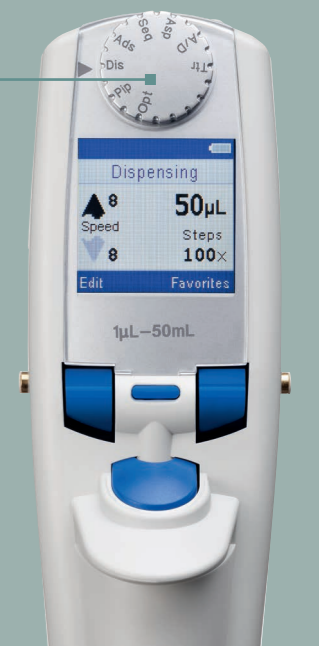 Ads
Seq
Asp
A/D
Ttr
Dis
Pip
Opt
Dispensing
8
50µL
Speed
Steps
8
100×
Edit
Favorites
1µL–50mL